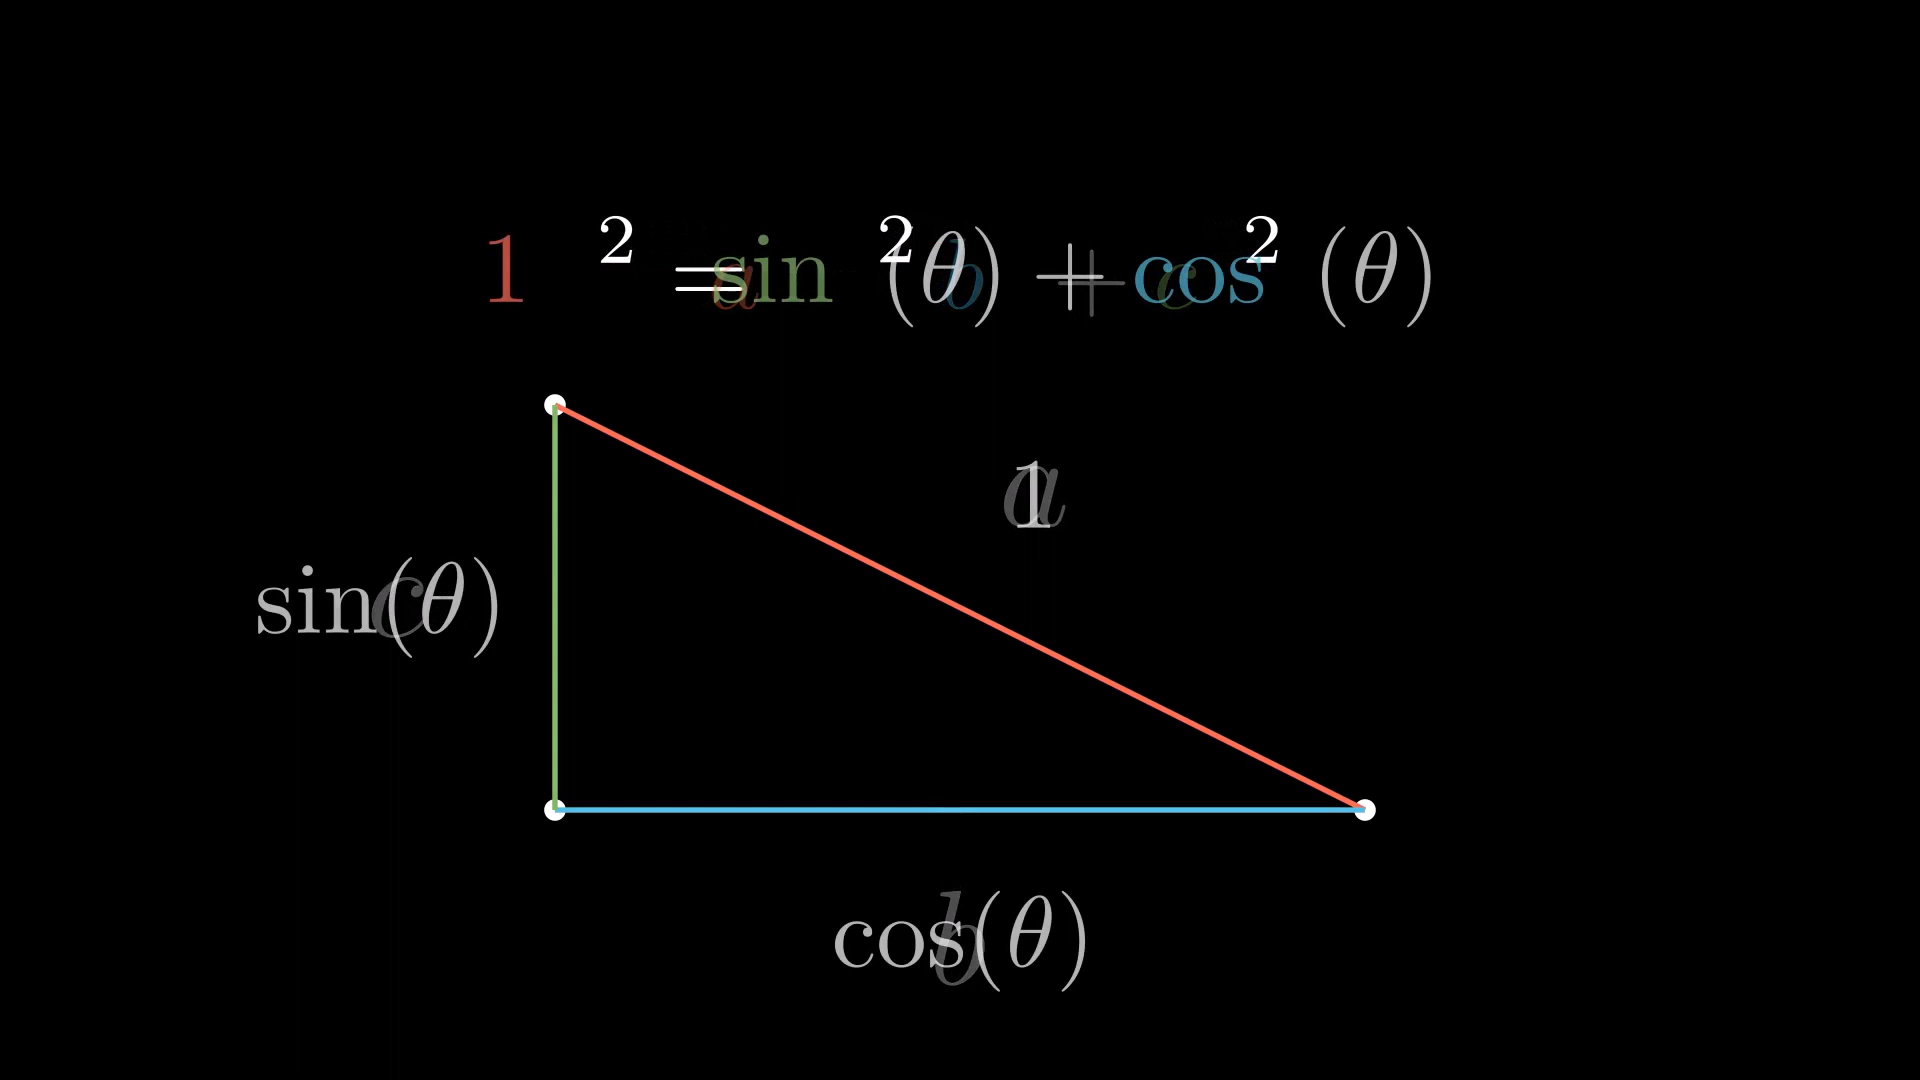 1² = sin²(θ) + cos²(θ)
a b + c
1
a
sin(θ)
c
cos(θ)
b